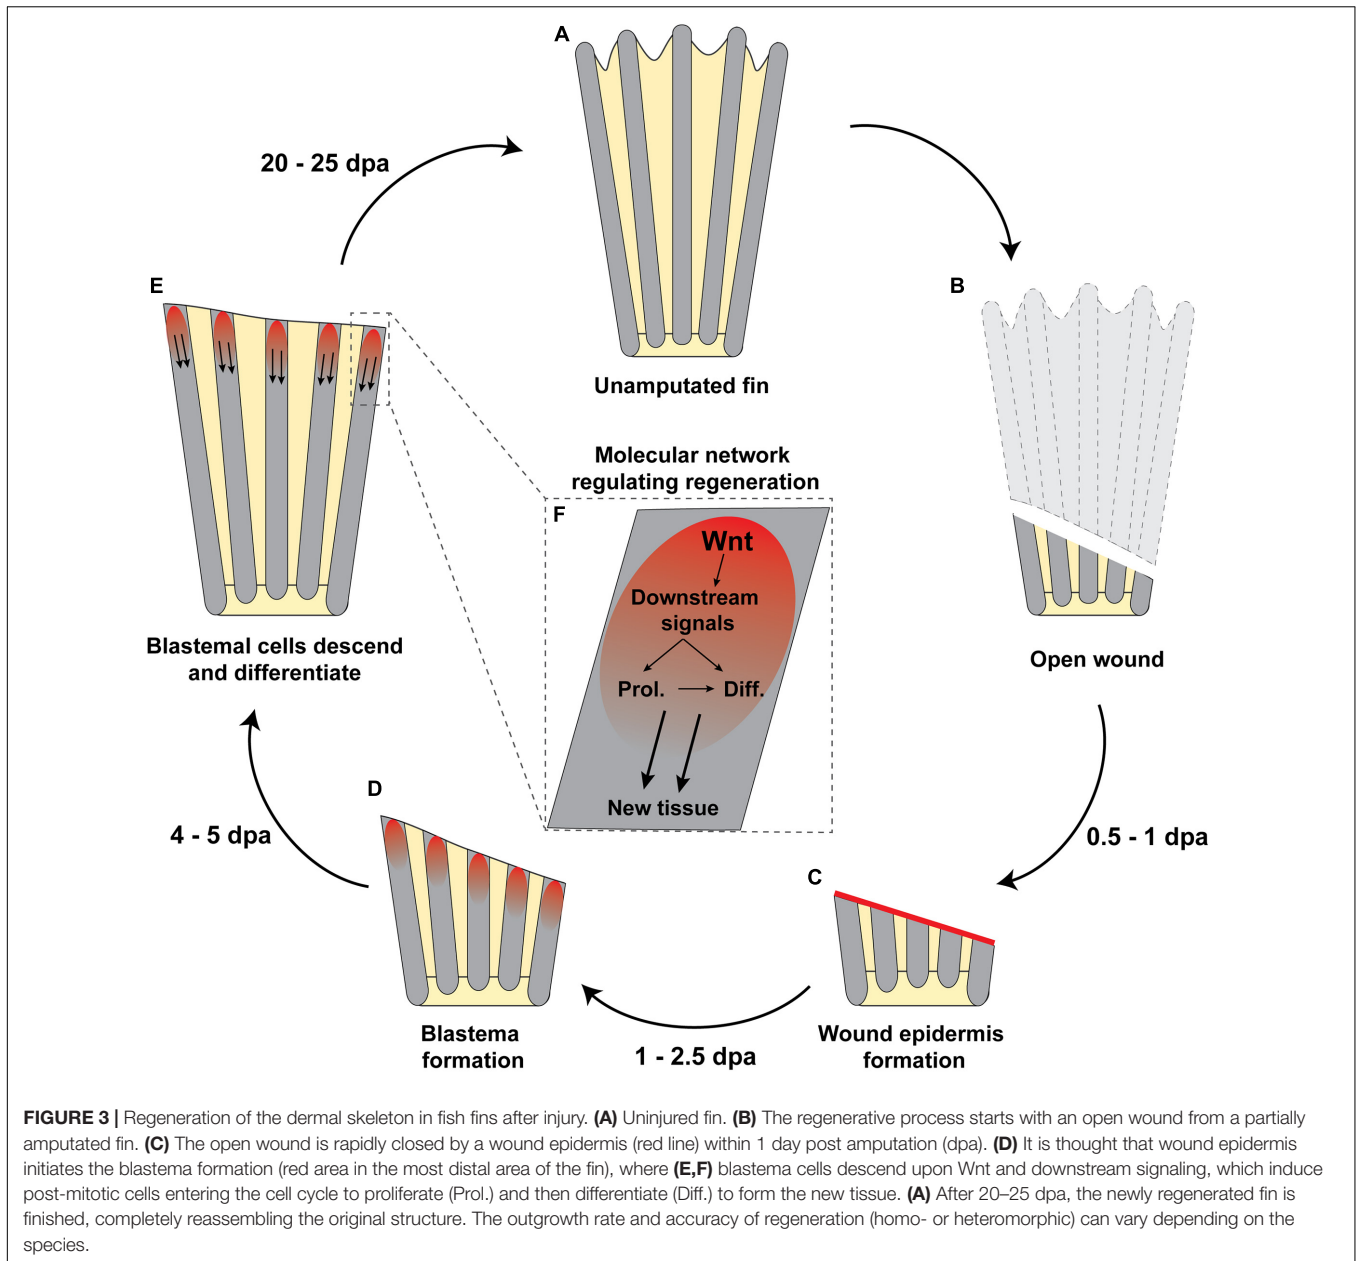 A
20 - 25 dpa
Unamputated fin
B
Open wound
0.5 - 1 dpa
C
Wound epidermis
formation
1 - 2.5 dpa
D
Blastema
formation
4 - 5 dpa
E
Blastemal cells descend
and differentiate
Molecular network
regulating regeneration
F
Wnt
Downstream
signals
Prol.
Diff.
New tissue
FIGURE 3 | Regeneration of the dermal skeleton in fish fins after injury. (A) Uninjured fin. (B) The regenerative process starts with an open wound from a partially
amputated fin. (C) The open wound is rapidly closed by a wound epidermis (red line) within 1 day post amputation (dpa). (D) It is thought that wound epidermis
initiates the blastema formation (red area in the most distal area of the fin), where (E,F) blastema cells descend upon Wnt and downstream signaling, which induce
post-mitotic cells entering the cell cycle to proliferate (Prol.) and then differentiate (Diff.) to form the new tissue. (A) After 20–25 dpa, the newly regenerated fin is
finished, completely reassembling the original structure. The outgrowth rate and accuracy of regeneration (homo- or heteromorphic) can vary depending on the
species.